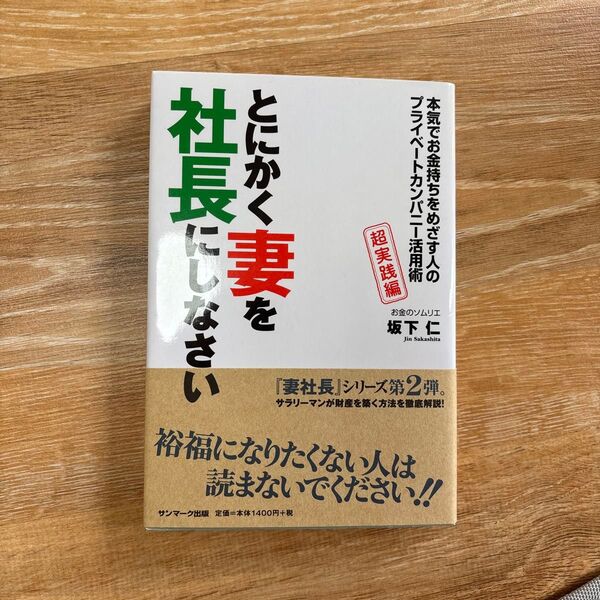 本気でお金持ちをめざす人の
プライベートカンパニー活用術
とにかく妻を
社長にしなさい
超実践編
お金のソムリエ
坂下 仁
Jin Sakashita
『妻社長』シリーズ第2弾。
サラリーマンが財産を築く方法を徹底解説!
裕福になりたくない人は
読まないでください!!
サンマーク出版 定価=本体1400円+税